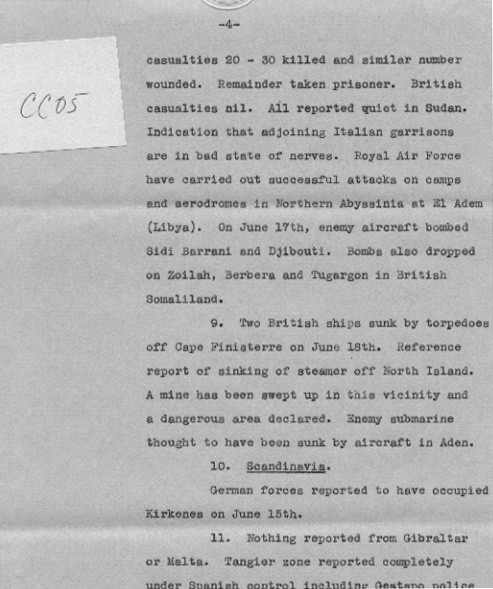 -4-
CC05
casualties 20 - 30 killed and similar number
wounded. Remainder taken prisoner. British
casualties nil. All reported quiet in Sudan.
Indication that adjoining Italian garrisons
are in bad state of nerves. Royal Air Force
have carried out successful attacks on camps
and aerodromes in Northern Abyssinia at El Adem
(Libya). On June 17th, enemy aircraft bombed
Sidi Barrani and Djibouti. Bombs also dropped
on Zoilah, Berbera and Tugargon in British
Somaliland.
9. Two British ships sunk by torpedoes
off Cape Finisterre on June 18th. Reference
report of sinking of steamer off North Island.
A mine has been swept up in this vicinity and
a dangerous area declared. Enemy submarine
thought to have been sunk by aircraft in Aden.
10. Scandinavia.
German forces reported to have occupied
Kirkenes on June 15th.
11. Nothing reported from Gibraltar
or Malta. Tangier zone reported completely
under Spanish control including Gestapo police